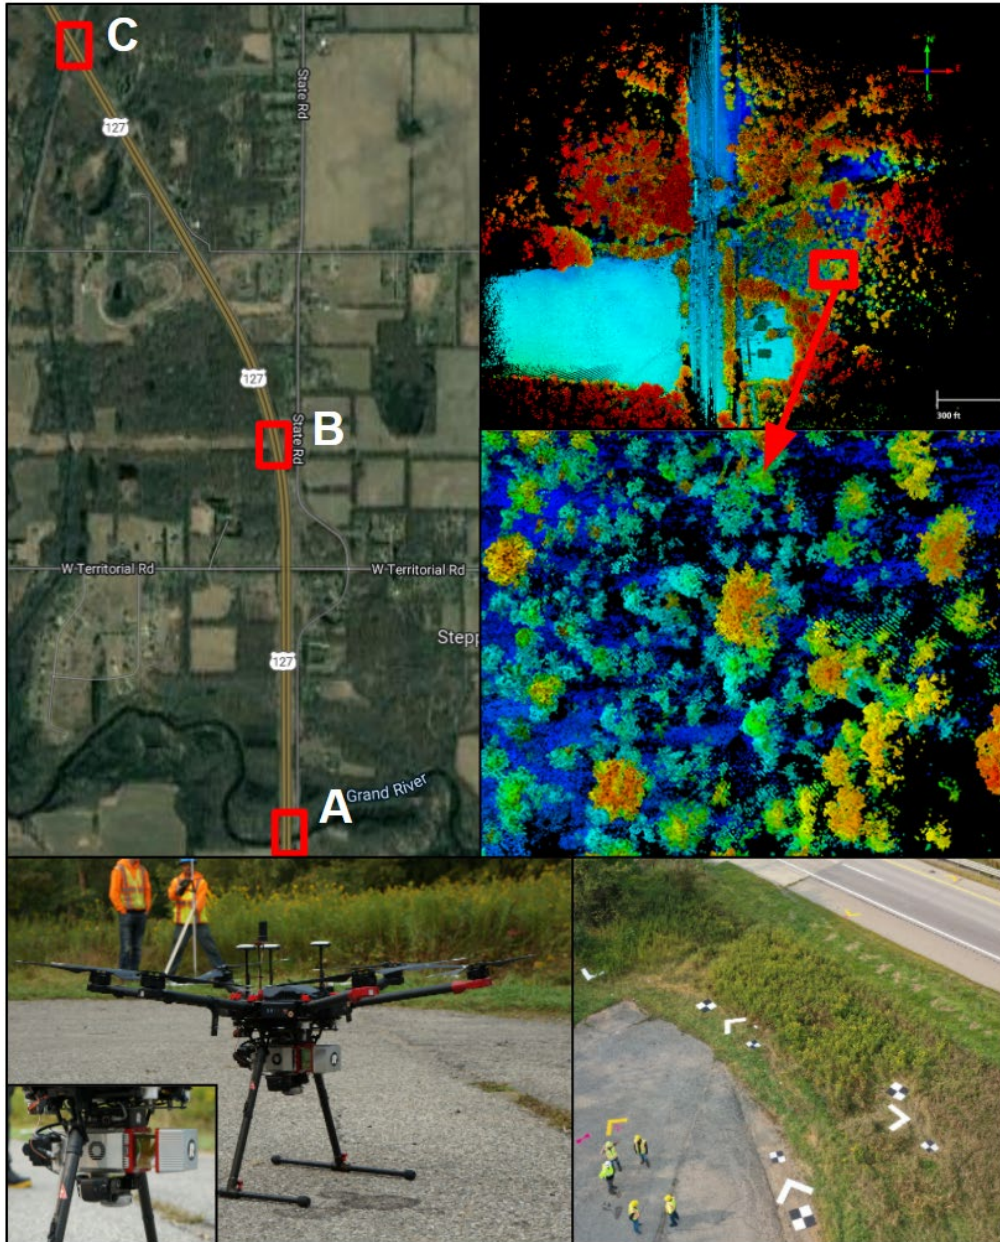 C
127
State Rd
127
B
State Rd
W Territorial Rd
W Territorial Rd
127
Stepp
Grand River
A
N
W
E
300 ft